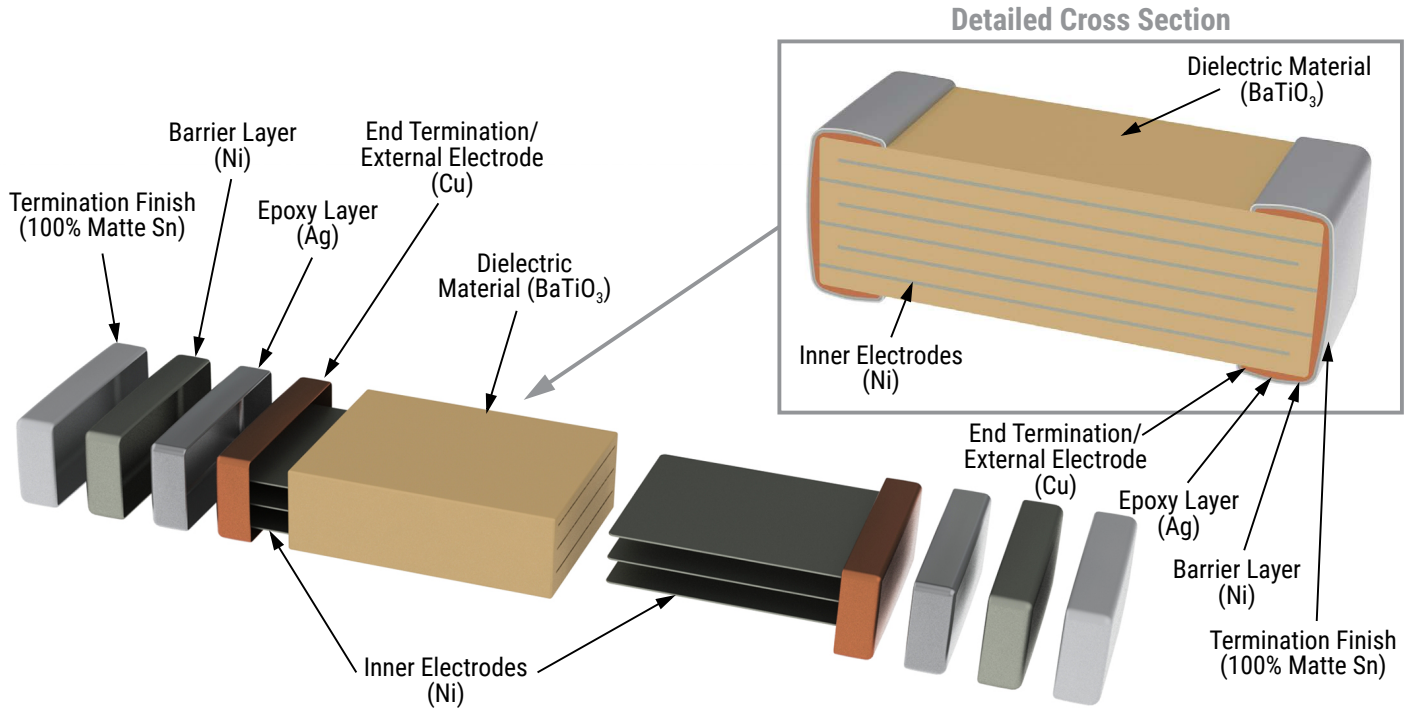 Detailed Cross Section
Dielectric Material
(BaTiO₃)
End Termination/
External Electrode
(Cu)
Barrier Layer
(Ni)
Termination Finish
(100% Matte Sn)
Epoxy Layer
(Ag)
Dielectric
Material (BaTiO₃)
Inner Electrodes
(Ni)
End Termination/
External Electrode
(Cu)
Epoxy Layer
(Ag)
Barrier Layer
(Ni)
Termination Finish
(100% Matte Sn)
Inner Electrodes
(Ni)